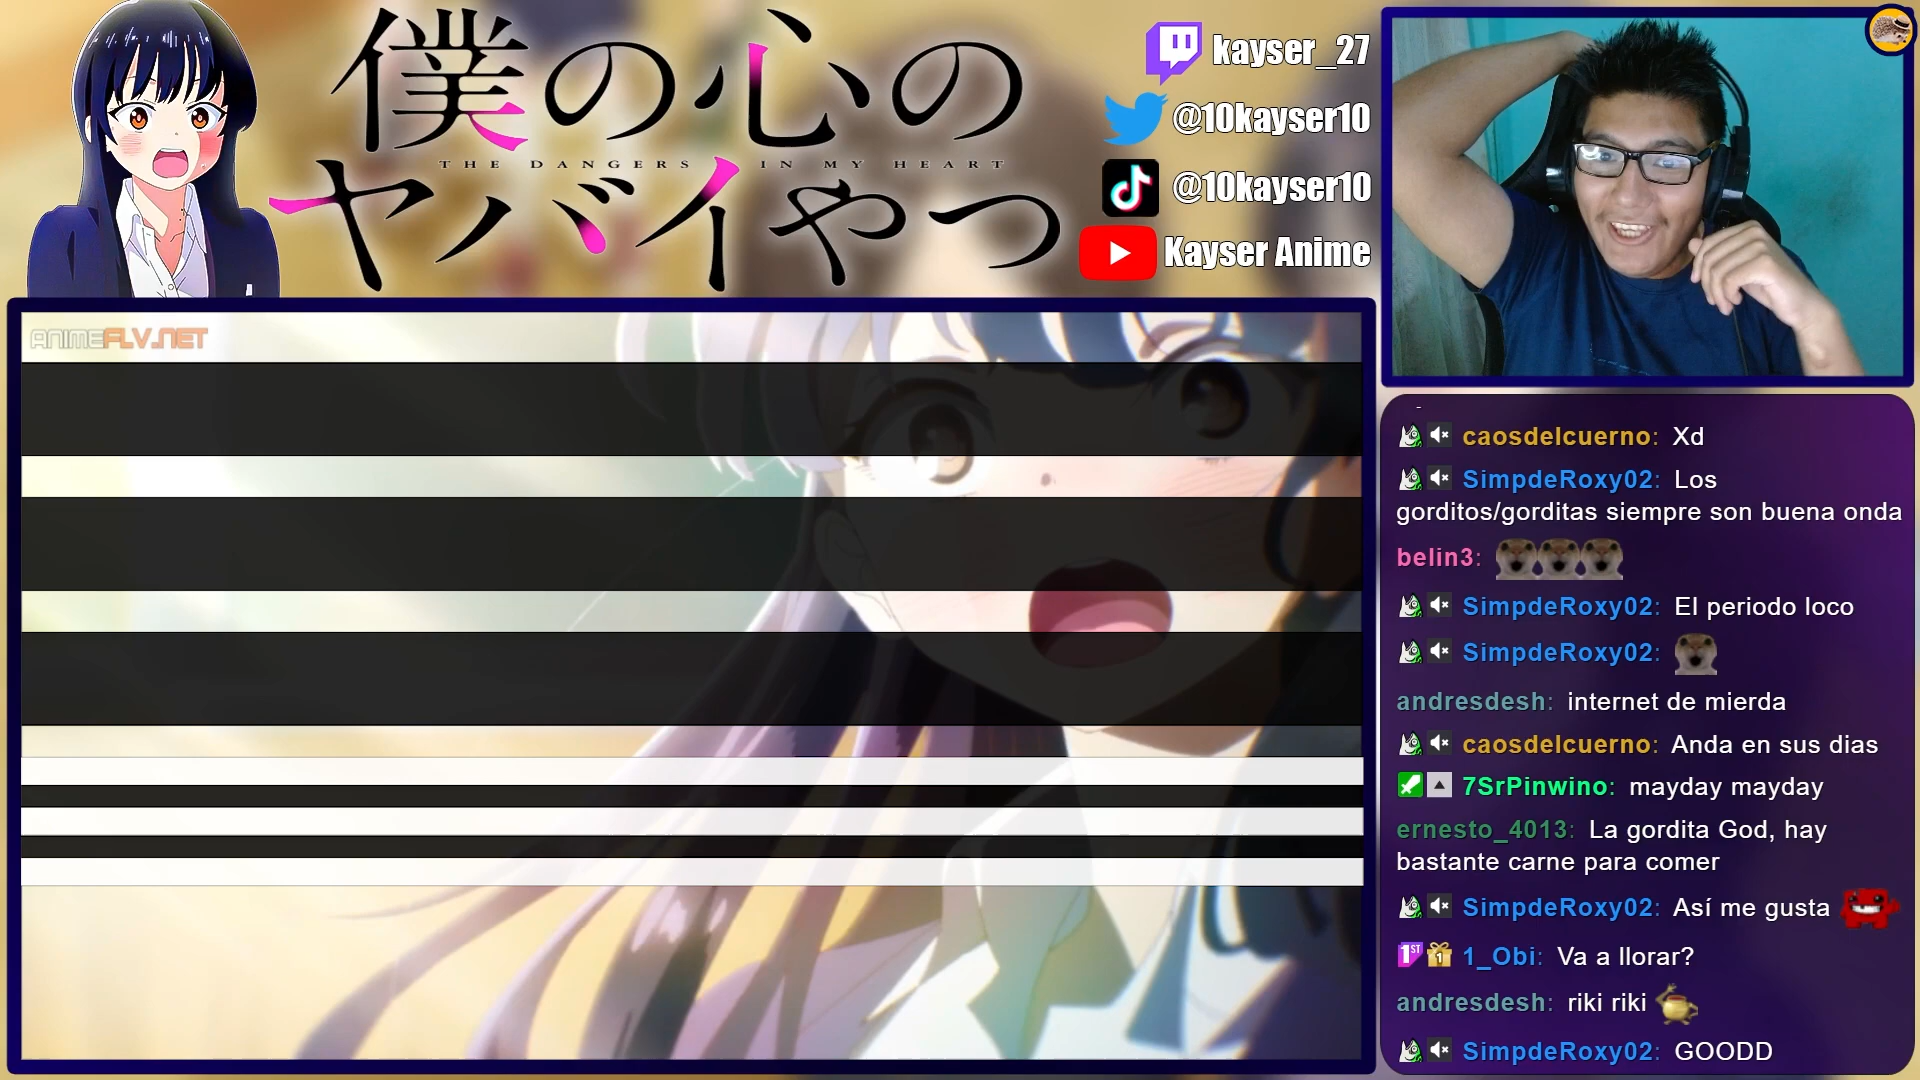 僕の心の
THE DANGERS IN MY HEART
ヤバイやつ
kayser_27
@10kayser10
@10kayser10
Kayser Anime
ANIMEFLV.NET
caosdelcuerno: Xd
SimpdeRoxy02: Los
gorditos/gorditas siempre son buena onda
belin3:
SimpdeRoxy02: El periodo loco
SimpdeRoxy02:
andresdesh: internet de mierda
caosdelcuerno: Anda en sus dias
7SrPinwino: mayday mayday
ernesto_4013: La gordita God, hay
bastante carne para comer
SimpdeRoxy02: Así me gusta
1ST 1 1_Obi: Va a llorar?
andresdesh: riki riki
SimpdeRoxy02: GOODD